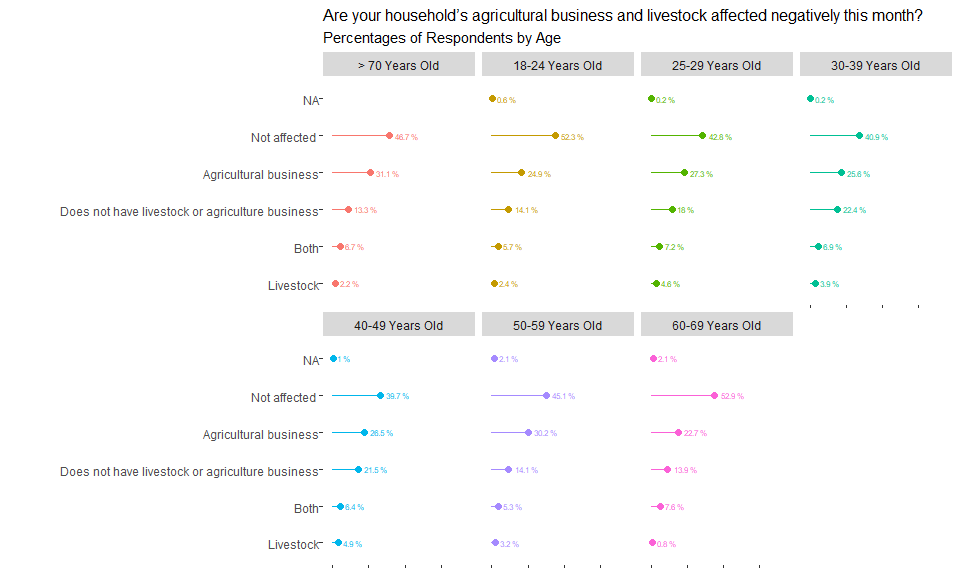 Are your household's agricultural business and livestock affected negatively this month?
Percentages of Respondents by Age
> 70 Years Old 18-24 Years Old 25-29 Years Old 30-39 Years Old
NA 0.6 % 0.2 % 0.2 %
Not affected 46.7 % 52.3 % 42.8 % 40.9 %
Agricultural business 31.1 % 24.9 % 27.3 % 25.6 %
Does not have livestock or agriculture business 13.3 % 14.1 % 18 % 22.4 %
Both 6.7 % 5.7 % 7.2 % 6.9 %
Livestock 2.2 % 2.4 % 4.6 % 3.9 %
40-49 Years Old 50-59 Years Old 60-69 Years Old
NA 1 % 2.1 % 2.1 %
Not affected 39.7 % 45.1 % 52.9 %
Agricultural business 26.5 % 30.2 % 22.7 %
Does not have livestock or agriculture business 21.5 % 14.1 % 13.9 %
Both 6.4 % 5.3 % 7.6 %
Livestock 4.9 % 3.2 % 0.8 %